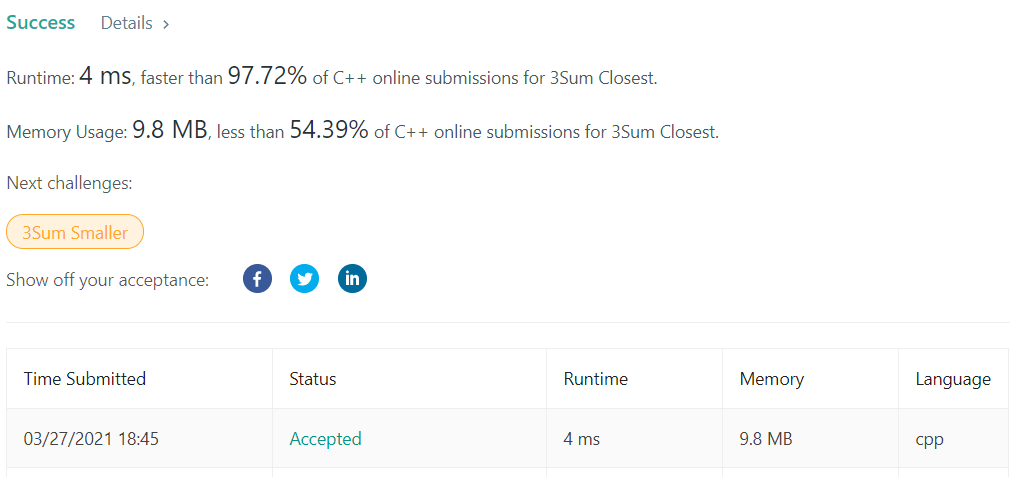 Success Details >
Runtime: 4 ms, faster than 97.72% of C++ online submissions for 3Sum Closest.
Memory Usage: 9.8 MB, less than 54.39% of C++ online submissions for 3Sum Closest.
Next challenges:
3Sum Smaller
Show off your acceptance:
Time Submitted Status Runtime Memory Language
03/27/2021 18:45 Accepted 4 ms 9.8 MB cpp